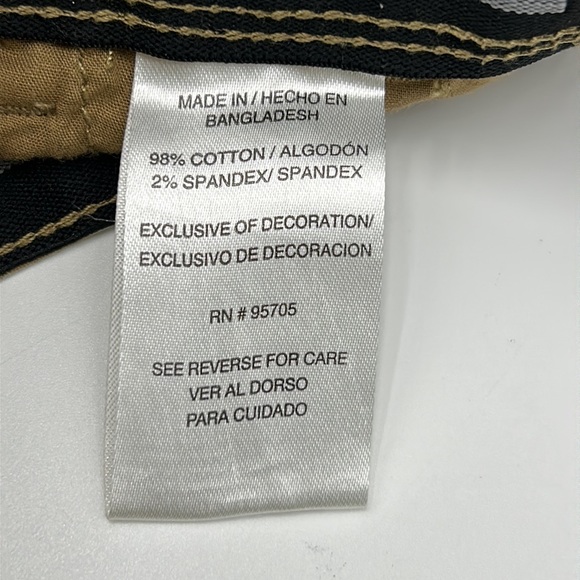 MADE IN / HECHO EN
BANGLADESH
98% COTTON / ALGODÓN
2% SPANDEX/ SPANDEX
EXCLUSIVE OF DECORATION/
EXCLUSIVO DE DECORACION
RN # 95705
SEE REVERSE FOR CARE
VER AL DORSO
PARA CUIDADO